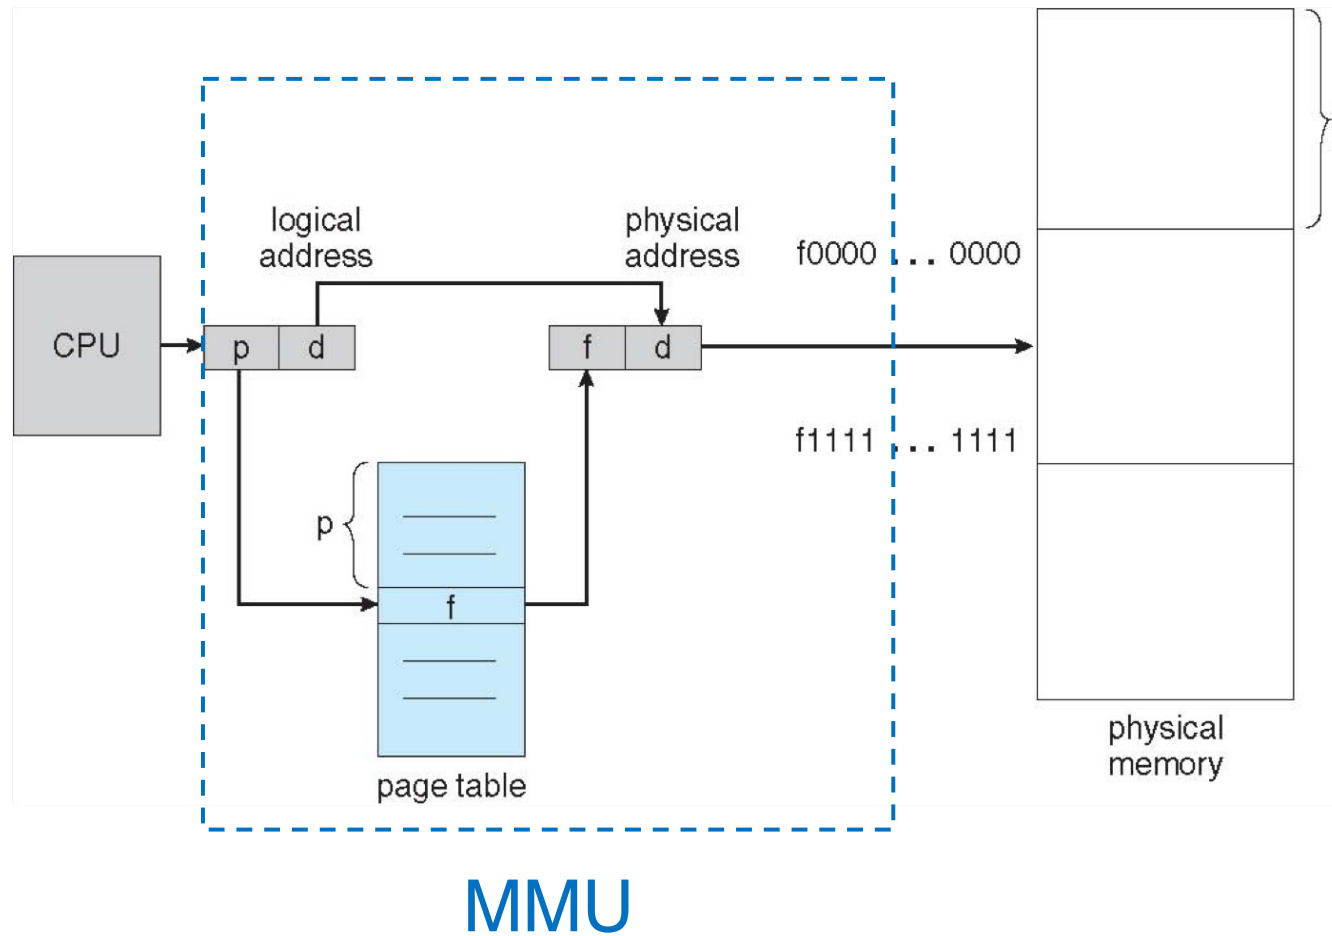 logical
address
physical
address
f0000 ... 0000
CPU
p
d
f
d
f1111 ... 1111
p
f
physical
memory
page table
MMU